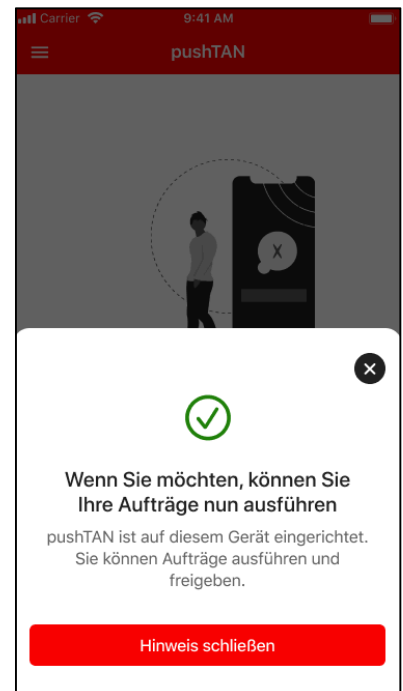 Carrier 9:41 AM
pushTAN
X
Wenn Sie möchten, können Sie
Ihre Aufträge nun ausführen
pushTAN ist auf diesem Gerät eingerichtet.
Sie können Aufträge ausführen und
freigeben.
Hinweis schließen